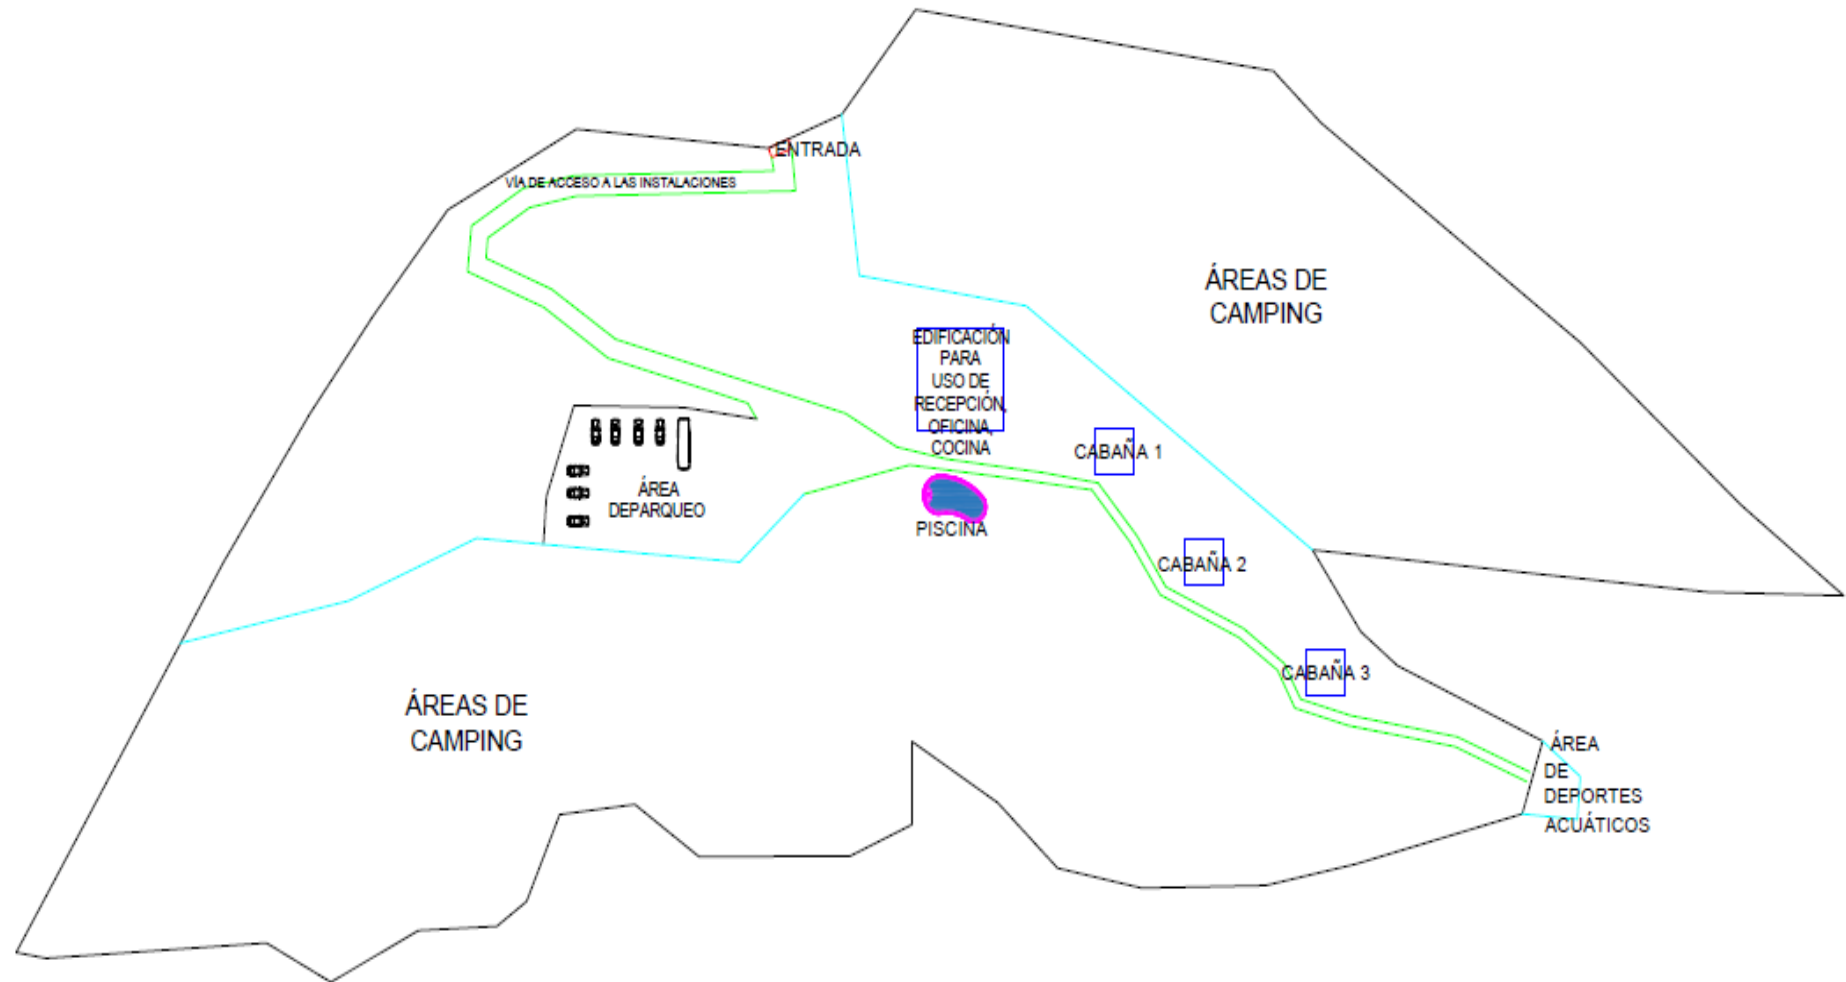 ENTRADA
VÍA DE ACCESO A LAS INSTALACIONES
ÁREAS DE
CAMPING
EDIFICACIÓN
PARA
USO DE
RECEPCIÓN,
OFICINA,
COCINA
CABAÑA 1
ÁREA
DEPARQUEO
PISCINA
CABAÑA 2
CABAÑA 3
ÁREAS DE
CAMPING
ÁREA
DE
DEPORTES
ACUÁTICOS